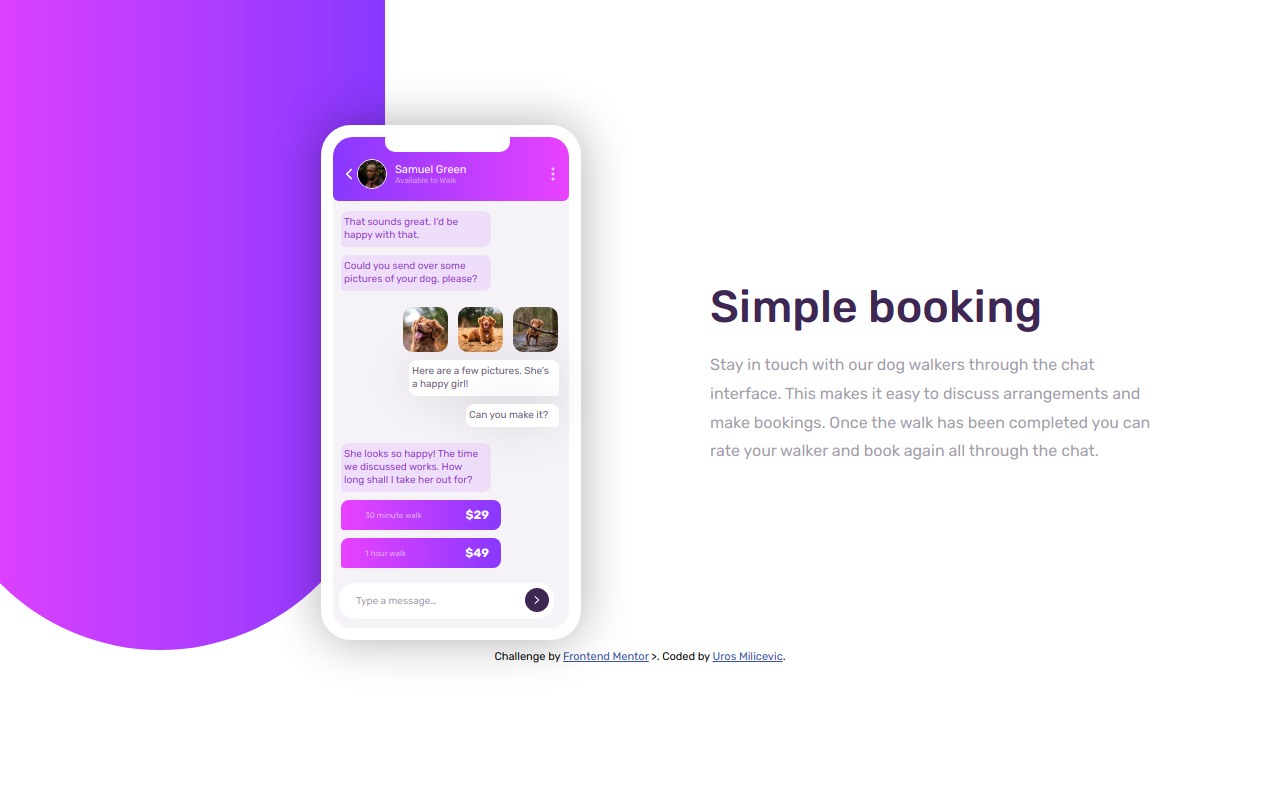 Samuel Green
Available to Walk
That sounds great. I'd be
happy with that.
Could you send over some
pictures of your dog, please?
Here are a few pictures. She's
a happy girl!
Can you make it?
She looks so happy! The time
we discussed works. How
long shall I take her out for?
30 minute walk $29
1 hour walk $49
Type a message...
Simple booking
Stay in touch with our dog walkers through the chat
interface. This makes it easy to discuss arrangements and
make bookings. Once the walk has been completed you can
rate your walker and book again all through the chat.
Challenge by Frontend Mentor >. Coded by Uros Milicevic.